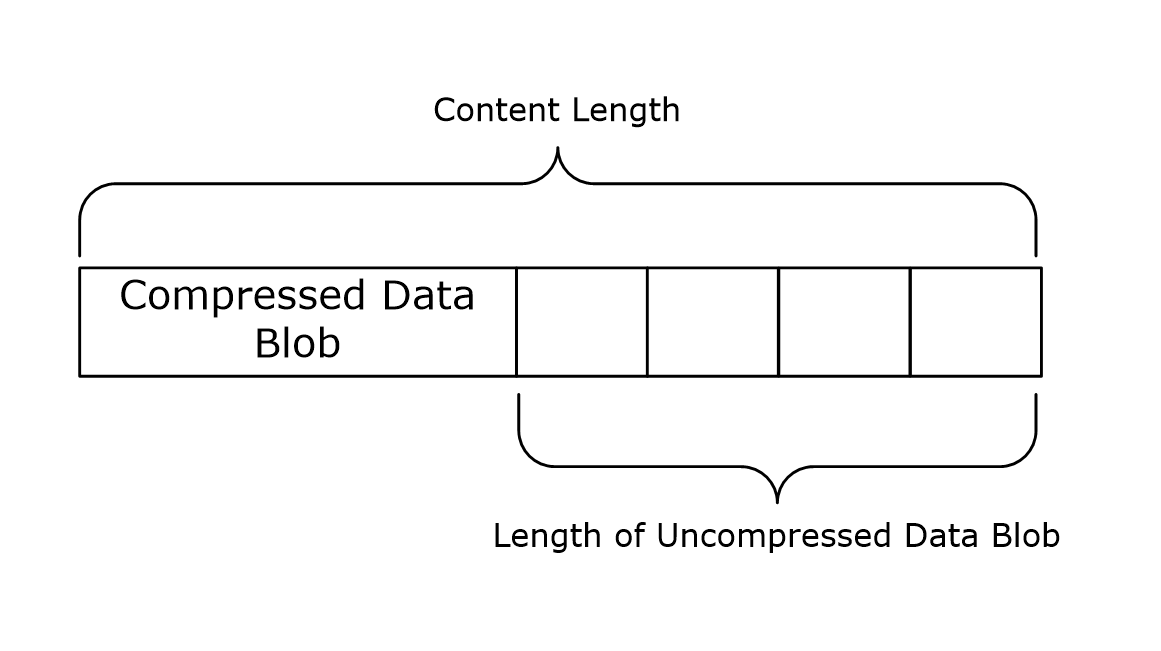 Content Length
Compressed Data
Blob
Length of Uncompressed Data Blob